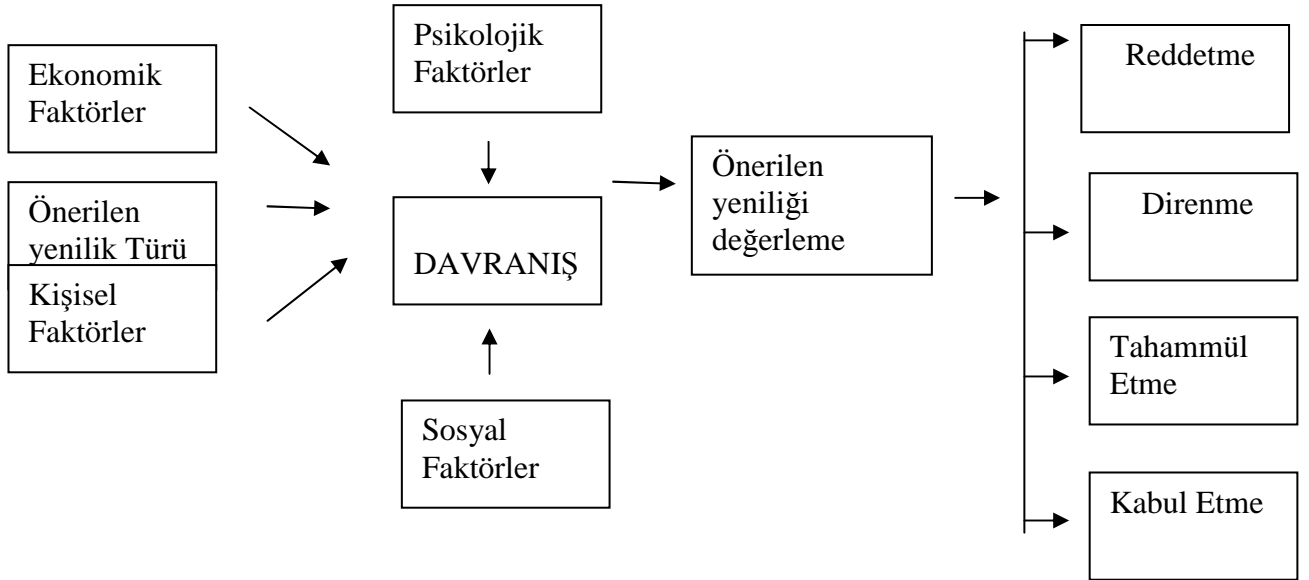 Ekonomik
Faktörler
Önerilen
yenilik Türü
Kişisel
Faktörler
Psikolojik
Faktörler
DAVRANIŞ
Sosyal
Faktörler
Önerilen
yeniliği
değerleme
Reddetme
Direnme
Tahammül
Etme
Kabul Etme